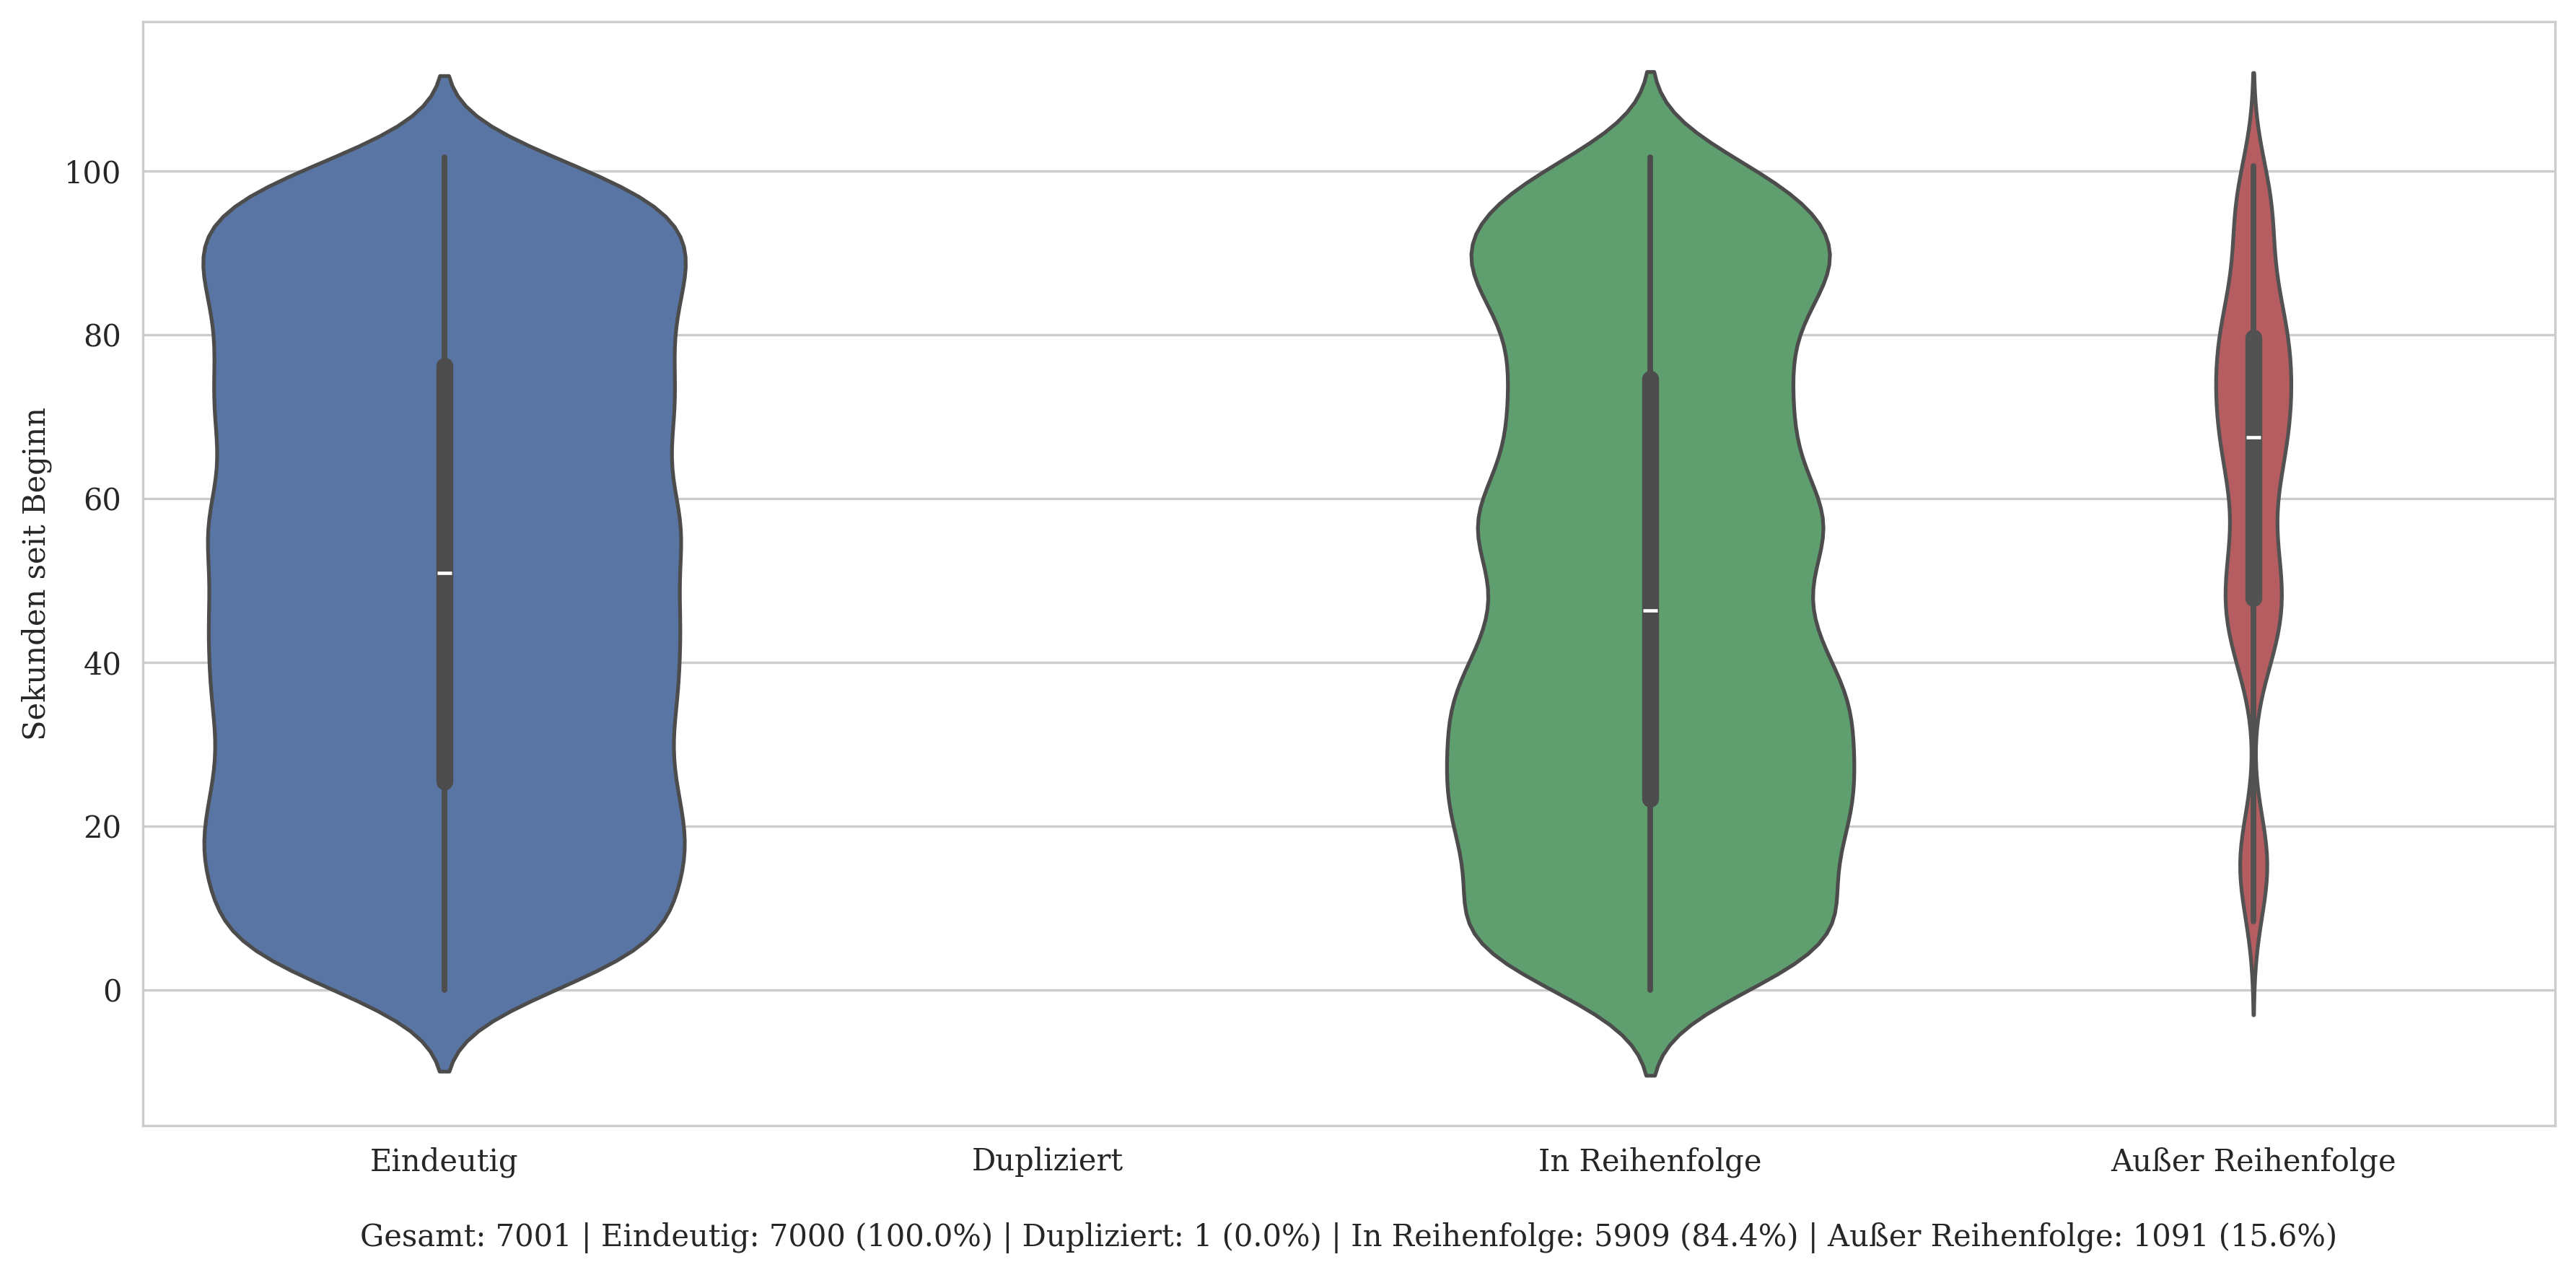 Sekunden seit Beginn
100
80
60
40
20
0
Eindeutig
Dupliziert
In Reihenfolge
Außer Reihenfolge
Gesamt: 7001 | Eindeutig: 7000 (100.0%) | Dupliziert: 1 (0.0%) | In Reihenfolge: 5909 (84.4%) | Außer Reihenfolge: 1091 (15.6%)